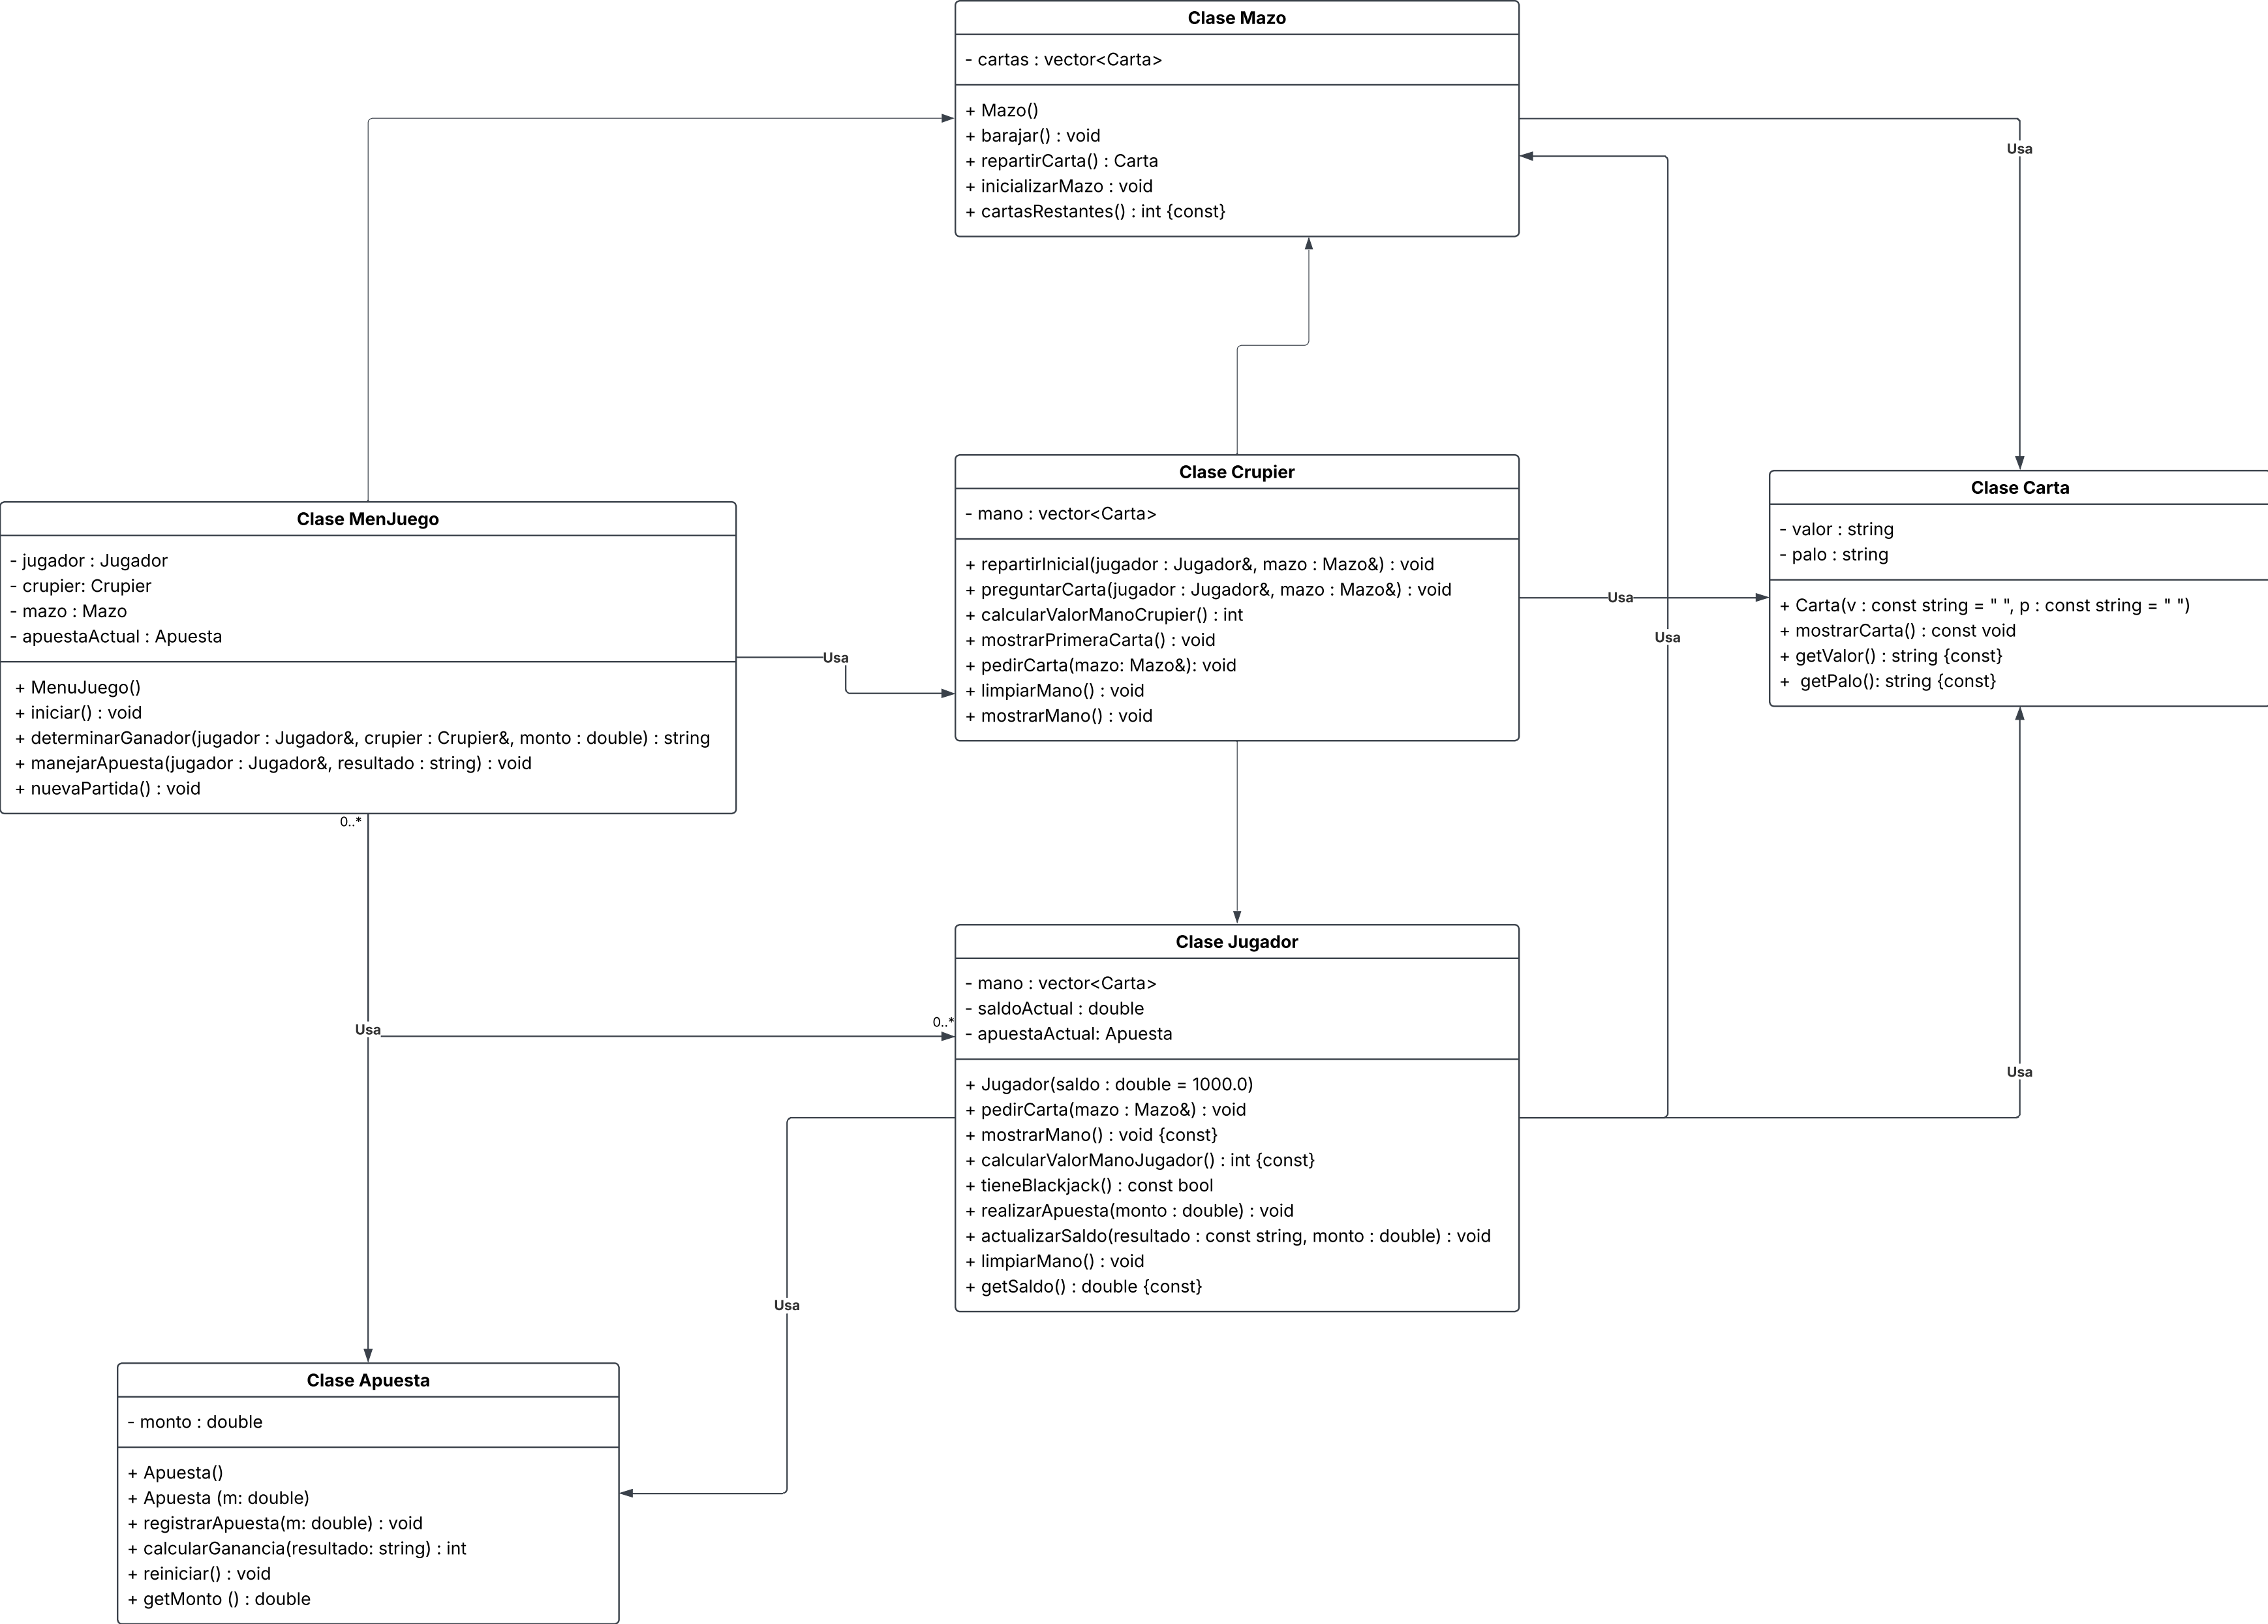 Clase Mazo
- cartas : vector<Carta>
+ Mazo()
+ barajar() : void
+ repartirCarta() : Carta
+ inicializarMazo : void
+ cartasRestantes() : int {const}
Usa
Clase MenJuego
- jugador : Jugador
- crupier: Crupier
- mazo : Mazo
- apuestaActual : Apuesta
+ MenuJuego()
+ iniciar() : void
+ determinarGanador(jugador : Jugador&, crupier : Crupier&, monto : double) : string
+ manejarApuesta(jugador : Jugador&, resultado : string) : void
+ nuevaPartida() : void
0..*
Usa
Clase Crupier
- mano : vector<Carta>
+ repartirInicial(jugador : Jugador&, mazo : Mazo&) : void
+ preguntarCarta(jugador : Jugador&, mazo : Mazo&) : void
+ calcularValorManoCrupier() : int
+ mostrarPrimeraCarta() : void
+ pedirCarta(mazo: Mazo&): void
+ limpiarMano() : void
+ mostrarMano() : void
Usa
Usa
Clase Carta
- valor : string
- palo : string
+ Carta(v : const string = " ", p : const string = " ")
+ mostrarCarta() : const void
+ getValor() : string {const}
+ getPalo(): string {const}
Usa
0..*
Clase Jugador
- mano : vector<Carta>
- saldoActual : double
- apuestaActual: Apuesta
+ Jugador(saldo : double = 1000.0)
+ pedirCarta(mazo : Mazo&) : void
+ mostrarMano() : void {const}
+ calcularValorManoJugador() : int {const}
+ tieneBlackjack() : const bool
+ realizarApuesta(monto : double) : void
+ actualizarSaldo(resultado : const string, monto : double) : void
+ limpiarMano() : void
+ getSaldo() : double {const}
Usa
Usa
Clase Apuesta
- monto : double
+ Apuesta()
+ Apuesta (m: double)
+ registrarApuesta(m: double) : void
+ calcularGanancia(resultado: string) : int
+ reiniciar() : void
+ getMonto () : double